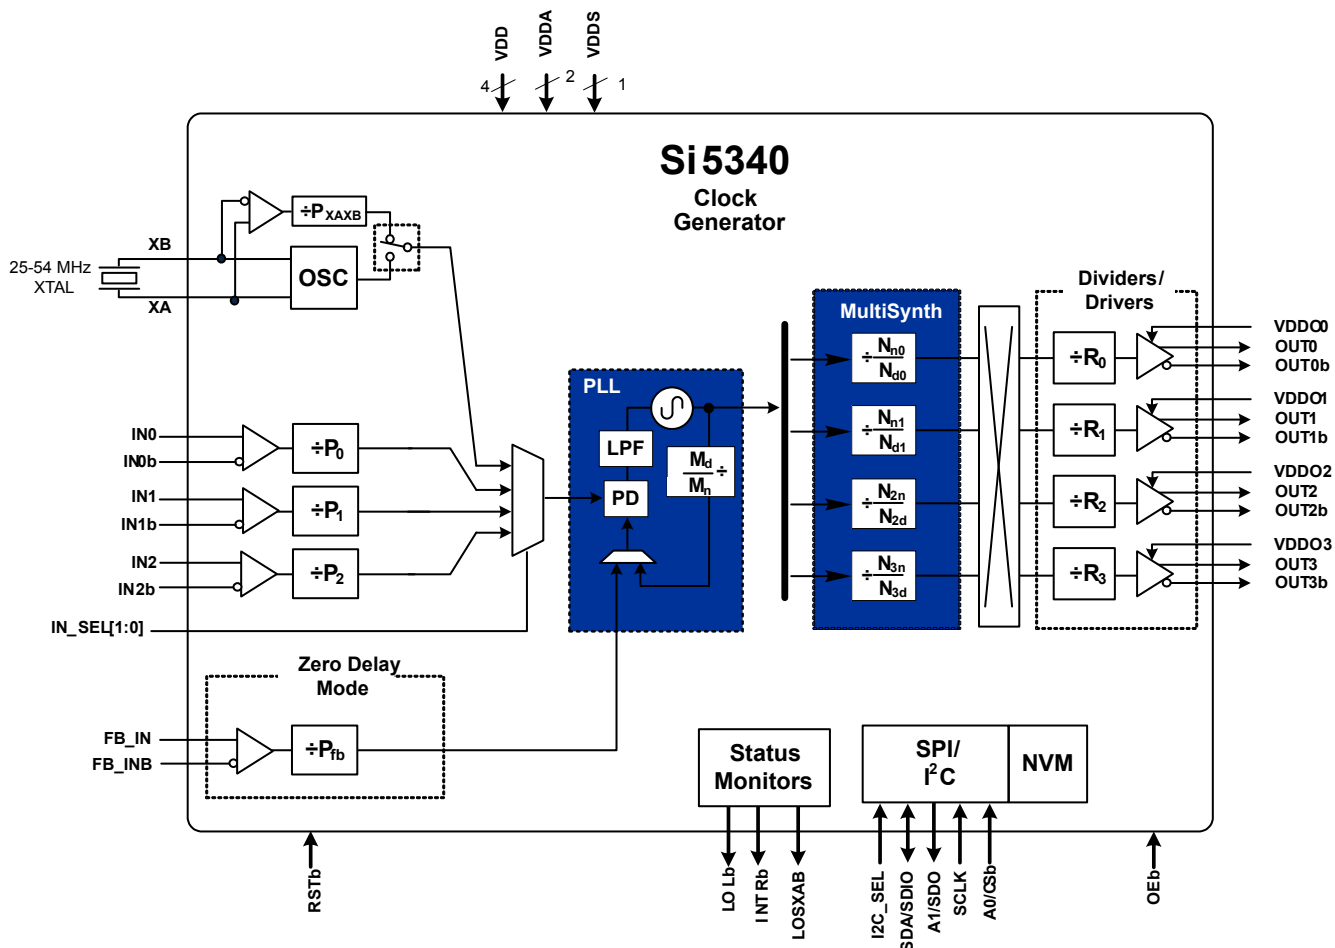 VDD
VDDA
VDDS
4
2
1
Si5340
Clock
Generator
÷P XAXB
XB
25-54 MHz
XTAL
OSC
XA
Dividers/
Drivers
MultiSynth
PLL
VDDO0
÷ Nn0
Nd0
÷R0
OUT0
OUT0b
VDDO1
÷ Nn1
Nd1
÷R1
OUT1
OUT1b
IN0
÷P0
IN0b
LPF
Md
Mn ÷
VDDO2
÷ N2n
N2d
÷R2
OUT2
OUT2b
IN1
÷P1
IN1b
PD
VDDO3
÷ N3n
N3d
÷R3
OUT3
OUT3b
IN2
÷P2
IN2b
IN_SEL[1:0]
Zero Delay
Mode
FB_IN
÷Pfb
FB_INB
Status
Monitors
SPI/
I2C
NVM
RSTb
LOLb
INTRb
LOSXAB
I2C_SEL
SDA/SDIO
A1/SDO
SCLK
A0/CSb
OEb